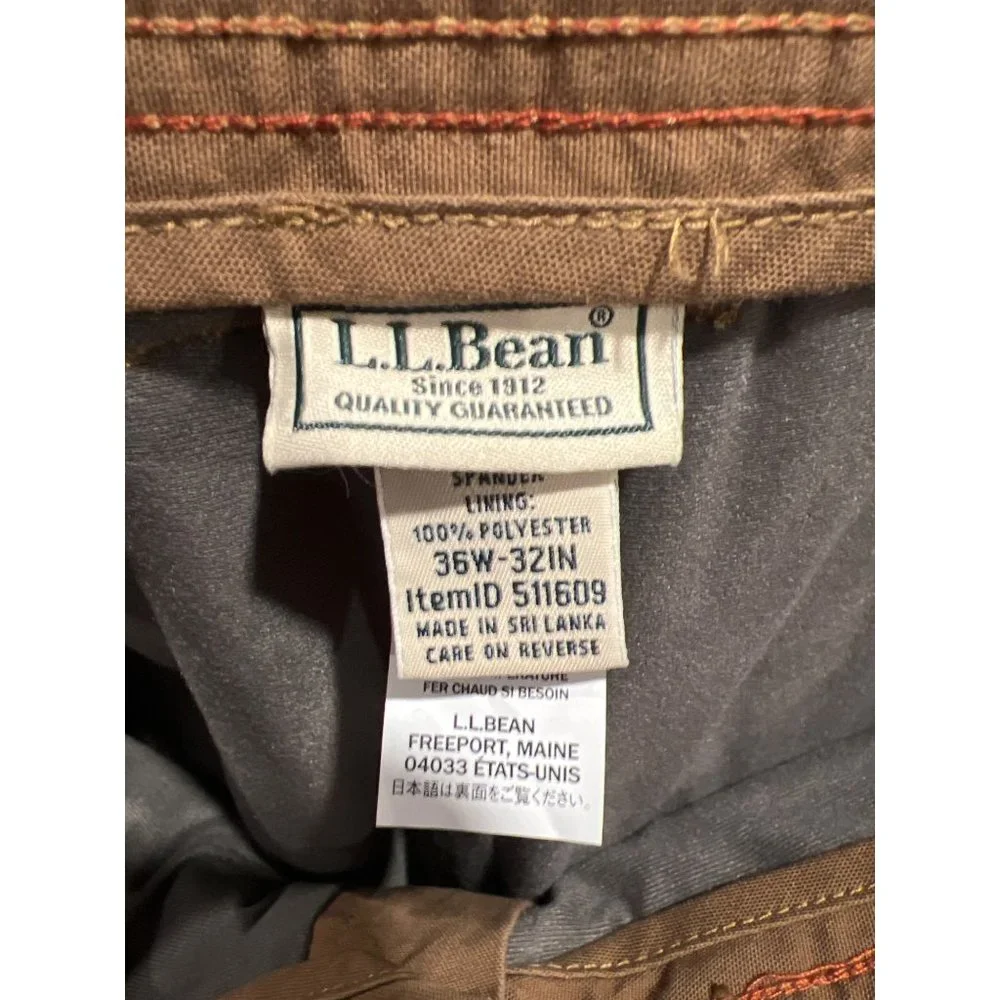 L.L.Bean®
Since 1912
QUALITY GUARANTEED
SPANDEX
LINING:
100% POLYESTER
36W-32IN
ItemID 511609
MADE IN SRI LANKA
CARE ON REVERSE
FER CHAUD SI BESOIN
L.L.BEAN
FREEPORT, MAINE
04033 ÉTATS-UNIS
日本語は裏面をご覧ください。